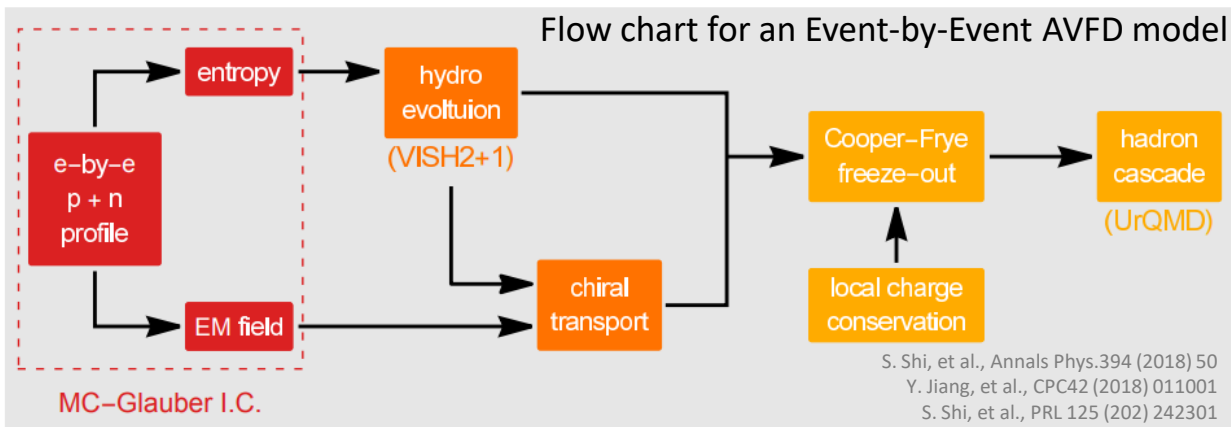 Flow chart for an Event-by-Event AVFD model
entropy
hydro
evoltuion
(VISH2+1)
e-by-e
p + n
profile
Cooper-Frye
freeze-out
hadron
cascade
(UrQMD)
chiral
transport
local charge
conservation
EM field
MC-Glauber I.C.
S. Shi, et al., Annals Phys.394 (2018) 50
Y. Jiang, et al., CPC42 (2018) 011001
S. Shi, et al., PRL 125 (202) 242301